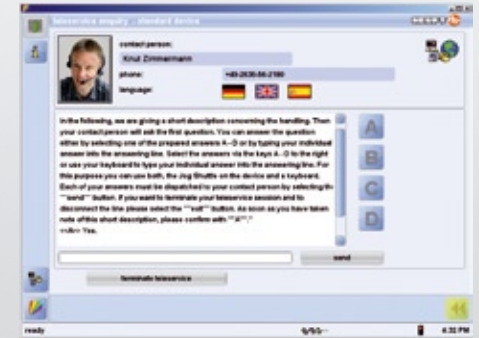 teleservice enquiry - standard device
contact person:
Knut Zimmermann
phone:
+49-2636-56-2180
language:
In the following, we are giving a short description concerning the handling. Then
your contact person will ask the first question. You can answer the question
either by selecting one of the prepared answers A...D or by typing your individual
answer into the answering line. Select the answers via the keys A...D to the right
or use your keyboard to type your individual answer into the answering line. For
this purpose you can use both, the Jog Shuttle on the device and a keyboard.
Each of your answers must be dispatched to your contact person by selecting th
"""send""" button. If you want to terminate your teleservice session and to
disconnect the line please select the """exit""" button. As soon as you have taken
note of this short description, please confirm with """A""","
<<A>> Yes.
A
B
C
D
send
terminate teleservice
ready
4:32 PM